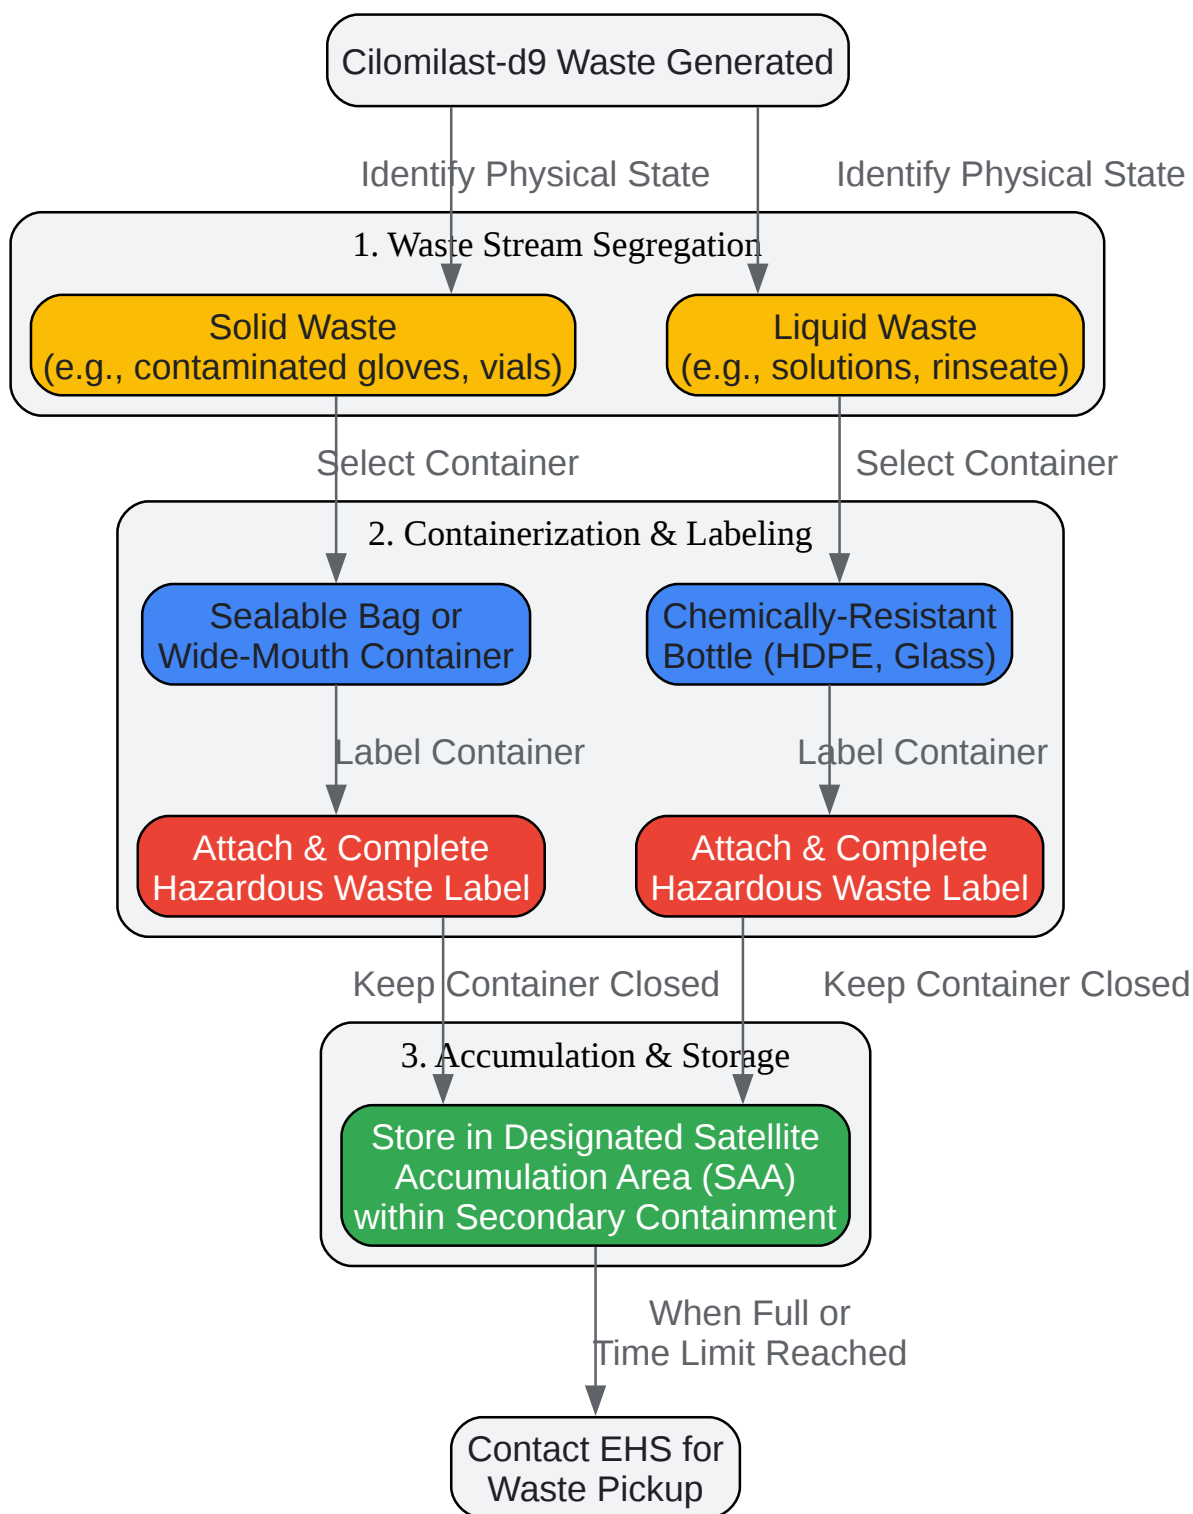 Cilomilast-d9 Waste Generated
Identify Physical State
Identify Physical State
1. Waste Stream Segregation
Solid Waste
(e.g., contaminated gloves, vials)
Liquid Waste
(e.g., solutions, rinseate)
Select Container
Select Container
2. Containerization & Labeling
Sealable Bag or
Wide-Mouth Container
Chemically-Resistant
Bottle (HDPE, Glass)
Label Container
Label Container
Attach & Complete
Hazardous Waste Label
Attach & Complete
Hazardous Waste Label
Keep Container Closed
Keep Container Closed
3. Accumulation & Storage
Store in Designated Satellite
Accumulation Area (SAA)
within Secondary Containment
When Full or
Time Limit Reached
Contact EHS for
Waste Pickup